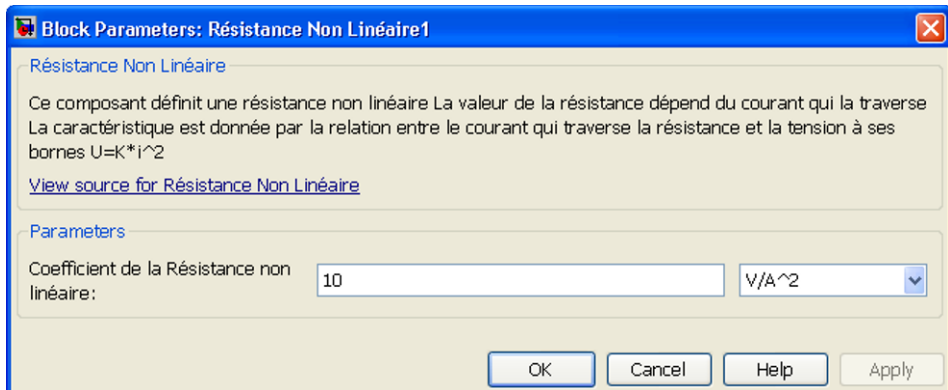 Block Parameters: Résistance Non Linéaire1
Résistance Non Linéaire
Ce composant définit une résistance non linéaire La valeur de la résistance dépend du courant qui la traverse
La caractéristique est donnée par la relation entre le courant qui traverse la résistance et la tension à ses
bornes U=K*i^2
View source for Résistance Non Linéaire
Parameters
Coefficient de la Résistance non
linéaire:
10
V/A^2
OK
Cancel
Help
Apply